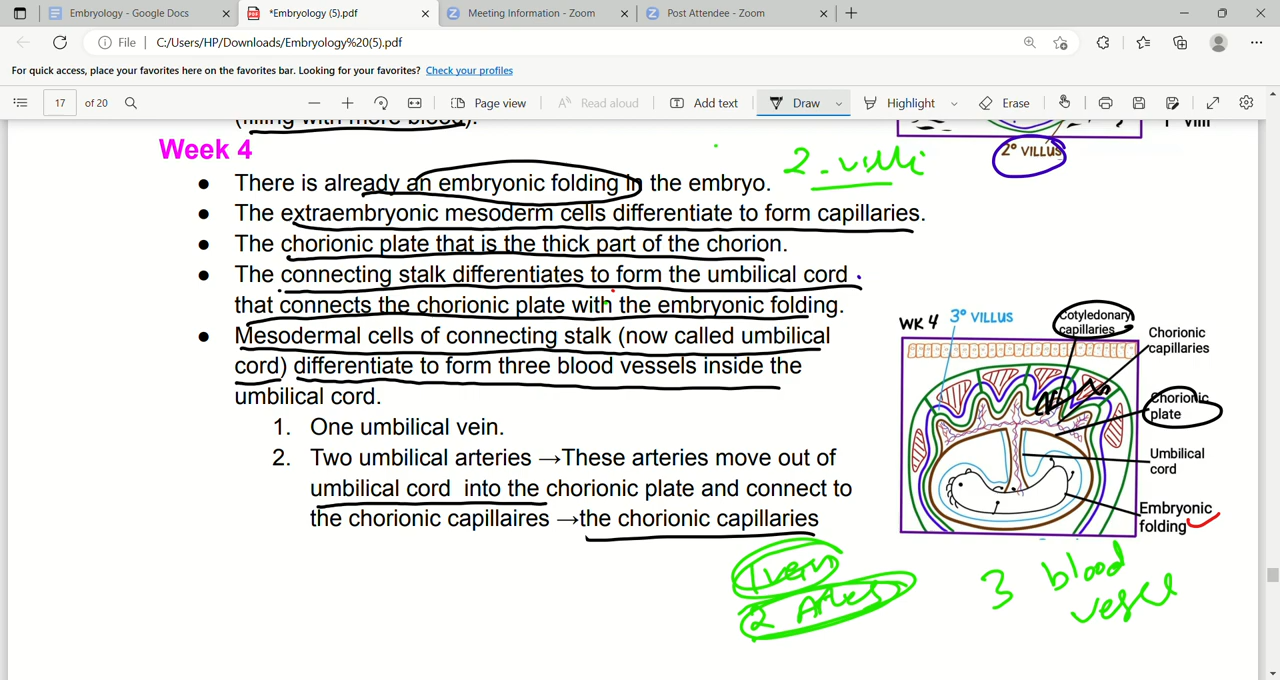 Embryology - Google Docs
*Embryology (5).pdf
Meeting Information - Zoom
Post Attendee - Zoom
File
C:/Users/HP/Downloads/Embryology%20(5).pdf
For quick access, place your favorites here on the favorites bar. Looking for your favorites? Check your profiles
17 of 20
Page view
Read aloud
Add text
Draw
Highlight
Erase
(filling with more blood).
2° VILLUS
Week 4
2-villi
● There is already an embryonic folding in the embryo.
● The extraembryonic mesoderm cells differentiate to form capillaries.
● The chorionic plate that is the thick part of the chorion.
● The connecting stalk differentiates to form the umbilical cord
that connects the chorionic plate with the embryonic folding.
● Mesodermal cells of connecting stalk (now called umbilical
cord) differentiate to form three blood vessels inside the
umbilical cord.
1. One umbilical vein.
2. Two umbilical arteries →These arteries move out of
umbilical cord into the chorionic plate and connect to
the chorionic capillaires →the chorionic capillaries
WK 4
3° VILLUS
Cotyledonary
capillaries
Chorionic
capillaries
Chorionic
plate
Umbilical
cord
Embryonic
folding
1 vein
3 blood
vessel